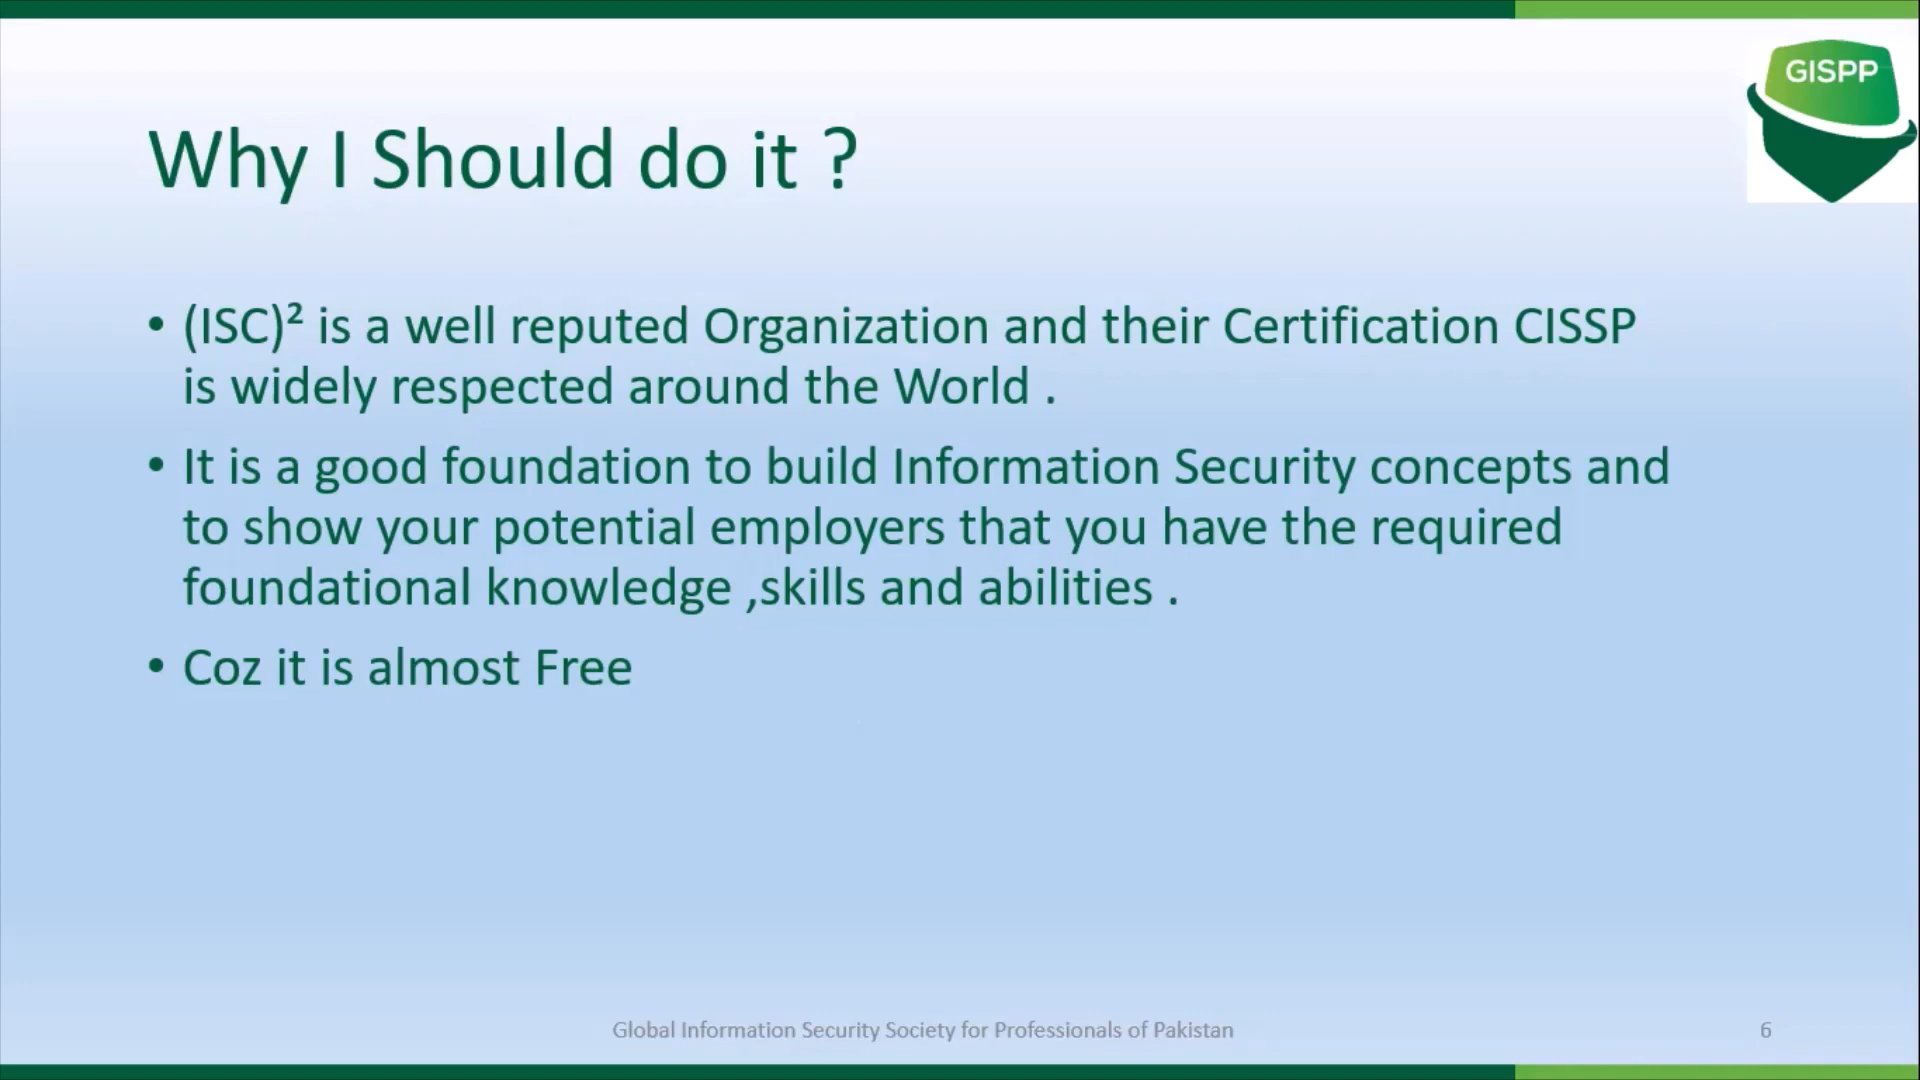 GISPP
Why I Should do it ?
• (ISC)² is a well reputed Organization and their Certification CISSP
is widely respected around the World .
• It is a good foundation to build Information Security concepts and
to show your potential employers that you have the required
foundational knowledge ,skills and abilities .
• Coz it is almost Free
Global Information Security Society for Professionals of Pakistan
6